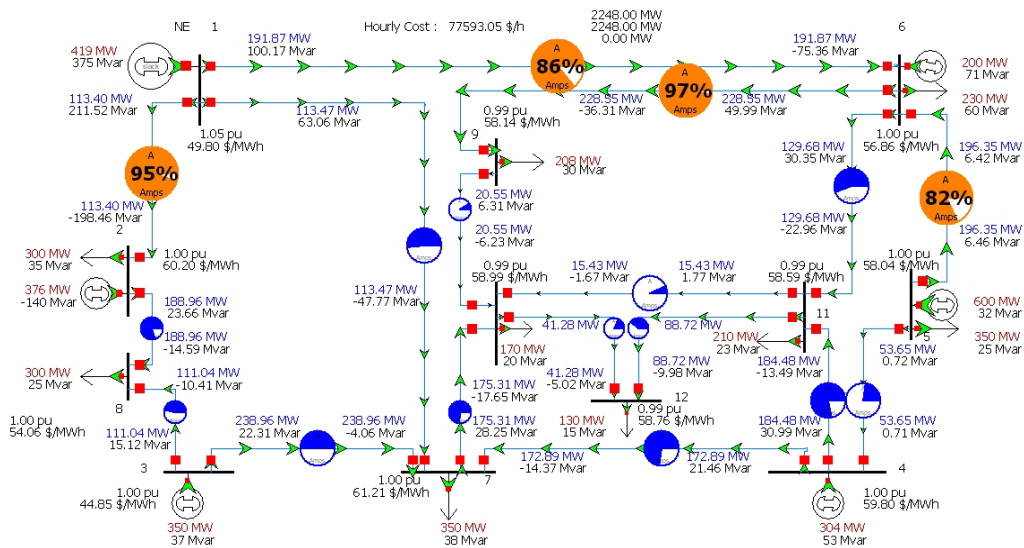 NE 1
Hourly Cost : 77593.05 $/h
2248.00 MW
2248.00 MW
0.00 MW
6
419 MW
375 Mvar
slack
191.87 MW
100.17 Mvar
A
86%
Amps
A
97%
Amps
191.87 MW
-75.36 Mvar
200 MW
71 Mvar
230 MW
60 Mvar
113.40 MW
211.52 Mvar
113.47 MW
63.06 Mvar
1.05 pu
49.80 $/MWh
0.99 pu
58.14 $/MWh
9
228.95 MW
-36.31 Mvar
228.95 MW
49.99 Mvar
1.00 pu
56.86 $/MWh
A
95%
Amps
208 MW
30 Mvar
129.68 MW
30.35 Mvar
196.35 MW
6.42 Mvar
A
82%
Amps
113.40 MW
-198.46 Mvar
2
20.55 MW
6.31 Mvar
20.55 MW
-6.23 Mvar
129.68 MW
-22.96 Mvar
196.35 MW
6.46 Mvar
300 MW
35 Mvar
1.00 pu
60.20 $/MWh
376 MW
-140 Mvar
113.47 MW
-47.77 Mvar
0.99 pu
58.99 $/MWh
15.43 MW
-1.67 Mvar
15.43 MW
1.77 Mvar
0.99 pu
58.59 $/MWh
1.00 pu
58.04 $/MWh
600 MW
32 Mvar
188.96 MW
23.66 Mvar
188.96 MW
-14.59 Mvar
10
41.28 MW
88.72 MW
11
5
350 MW
25 Mvar
170 MW
20 Mvar
210 MW
23 Mvar
300 MW
25 Mvar
8
111.04 MW
-10.41 Mvar
175.31 MW
-17.65 Mvar
41.28 MW
-5.02 Mvar
88.72 MW
-9.98 Mvar
184.48 MW
-13.49 Mvar
53.65 MW
0.72 Mvar
12
0.99 pu
58.76 $/MWh
1.00 pu
54.06 $/MWh
111.04 MW
15.12 Mvar
238.96 MW
22.31 Mvar
238.96 MW
-4.06 Mvar
175.31 MW
28.25 Mvar
130 MW
15 Mvar
184.48 MW
30.99 Mvar
53.65 MW
0.71 Mvar
172.89 MW
-14.37 Mvar
172.89 MW
21.46 Mvar
3
7
4
1.00 pu
44.85 $/MWh
1.00 pu
61.21 $/MWh
1.00 pu
59.80 $/MWh
350 MW
37 Mvar
350 MW
38 Mvar
304 MW
53 Mvar